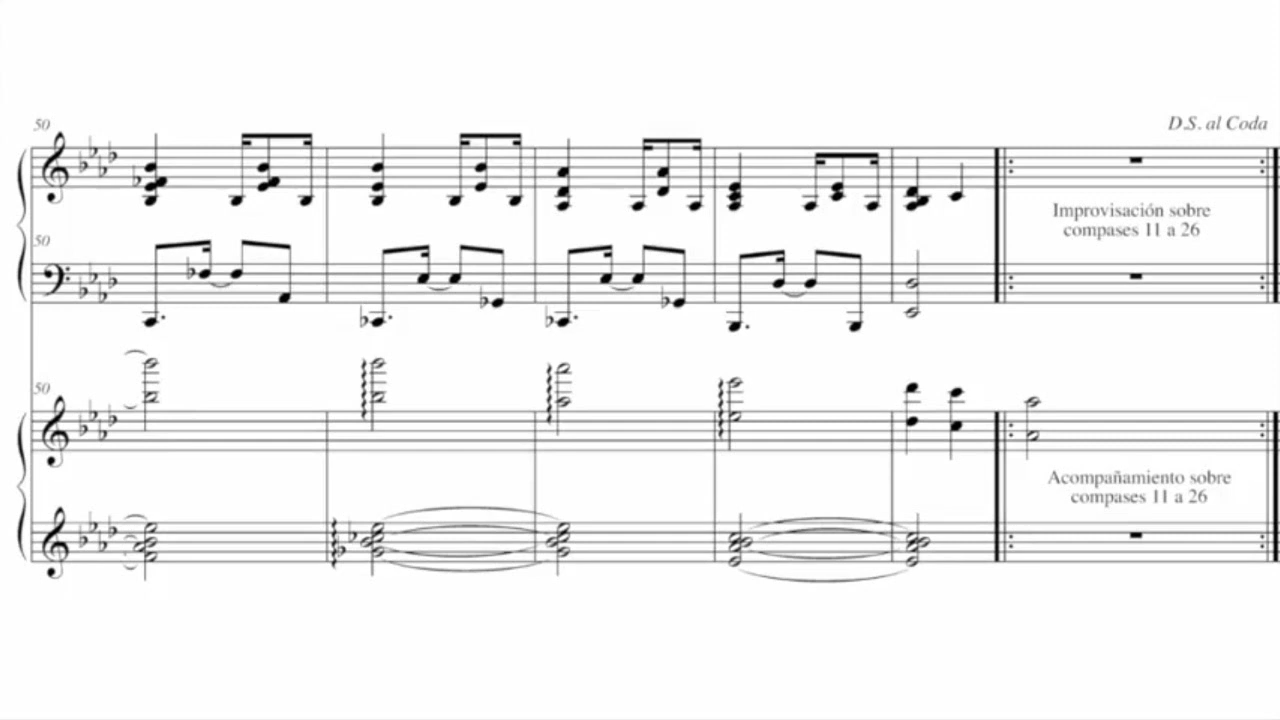 50
D.S. al Coda
50
Improvisación sobre
compases 11 a 26
50
Acompañamiento sobre
compases 11 a 26